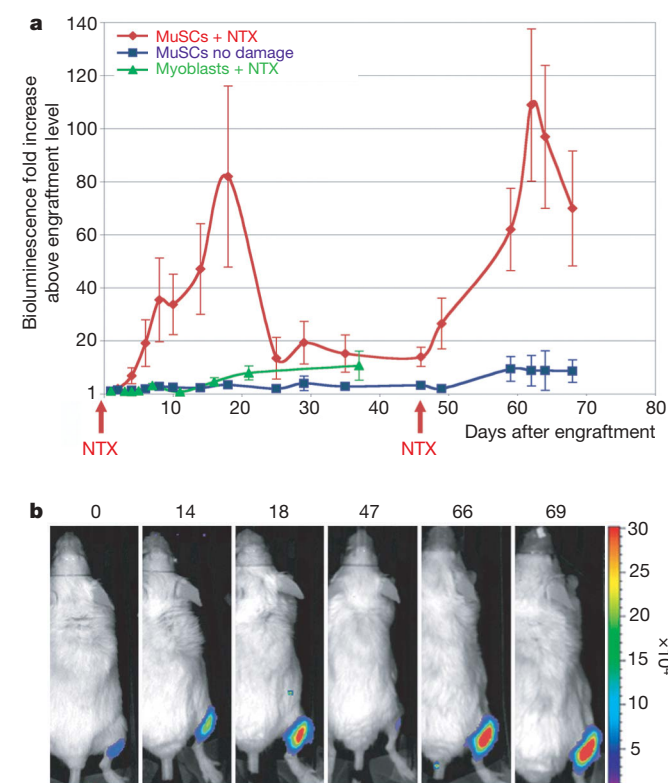 a
140
120
100
80
60
40
20
1
Bioluminescence fold increase
above engraftment level
MuSCs + NTX
MuSCs no damage
Myoblasts + NTX
10 20 30 40 50 60 70 80
Days after engraftment
NTX NTX
b
0 14 18 47 66 69
30
25
20
15
10
5